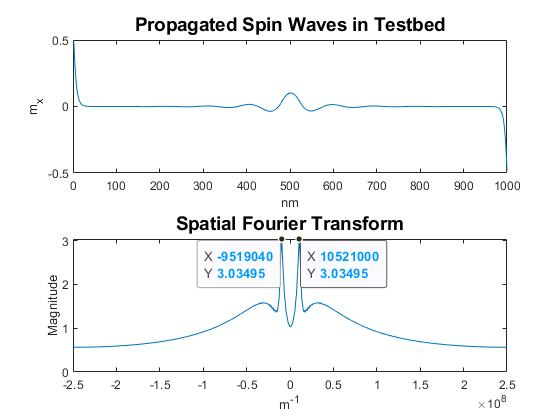 Propagated Spin Waves in Testbed
0.5
m_x
0
-0.5
0 100 200 300 400 500 600 700 800 900 1000
nm
Spatial Fourier Transform
3
X -9519040 X 10521000
Y 3.03495 Y 3.03495
2
Magnitude
1
0
-2.5 -2 -1.5 -1 -0.5 0 0.5 1 1.5 2 2.5
m⁻¹
×10⁸